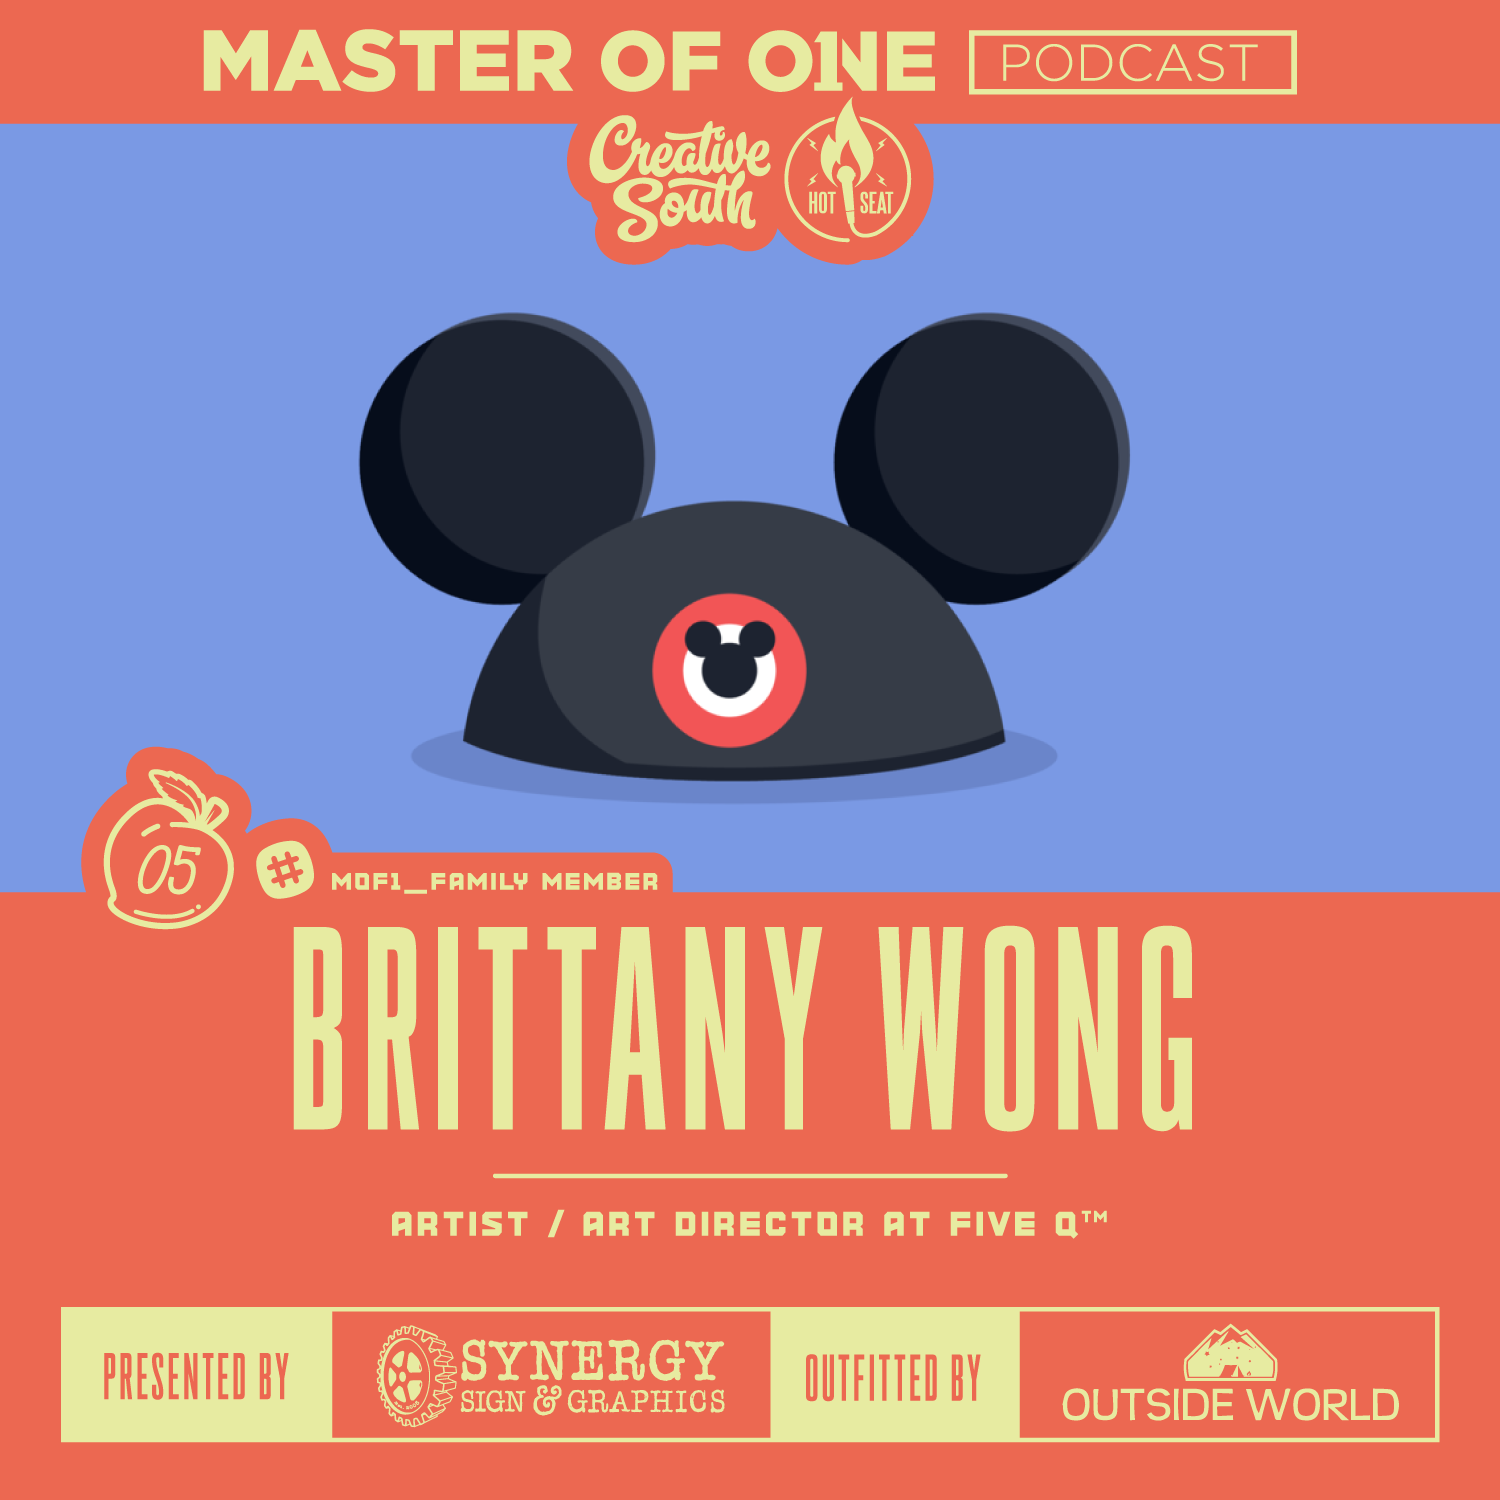 MASTER OF ONE PODCAST
Creative
South
HOT SEAT
05
# MOF1_FAMILY MEMBER
BRITTANY WONG
ARTIST / ART DIRECTOR AT FIVE Q™
PRESENTED BY
SYNERGY
SIGN & GRAPHICS
OUTFITTED BY
OUTSIDE WORLD